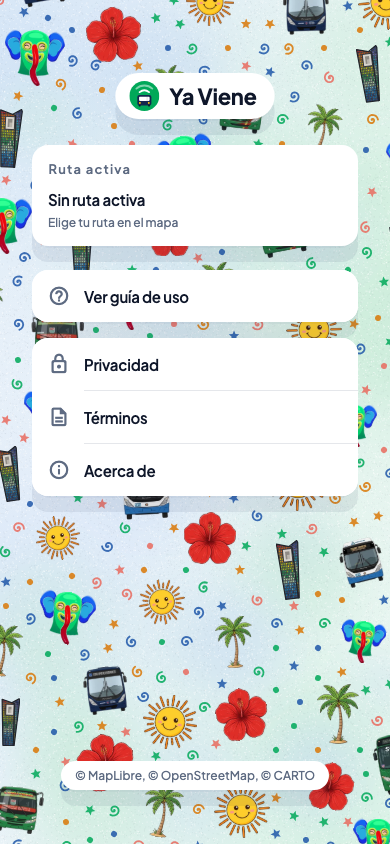 Ya Viene
Ruta activa
Sin ruta activa
Elige tu ruta en el mapa
Ver guía de uso
Privacidad
Términos
Acerca de
© MapLibre, © OpenStreetMap, © CARTO